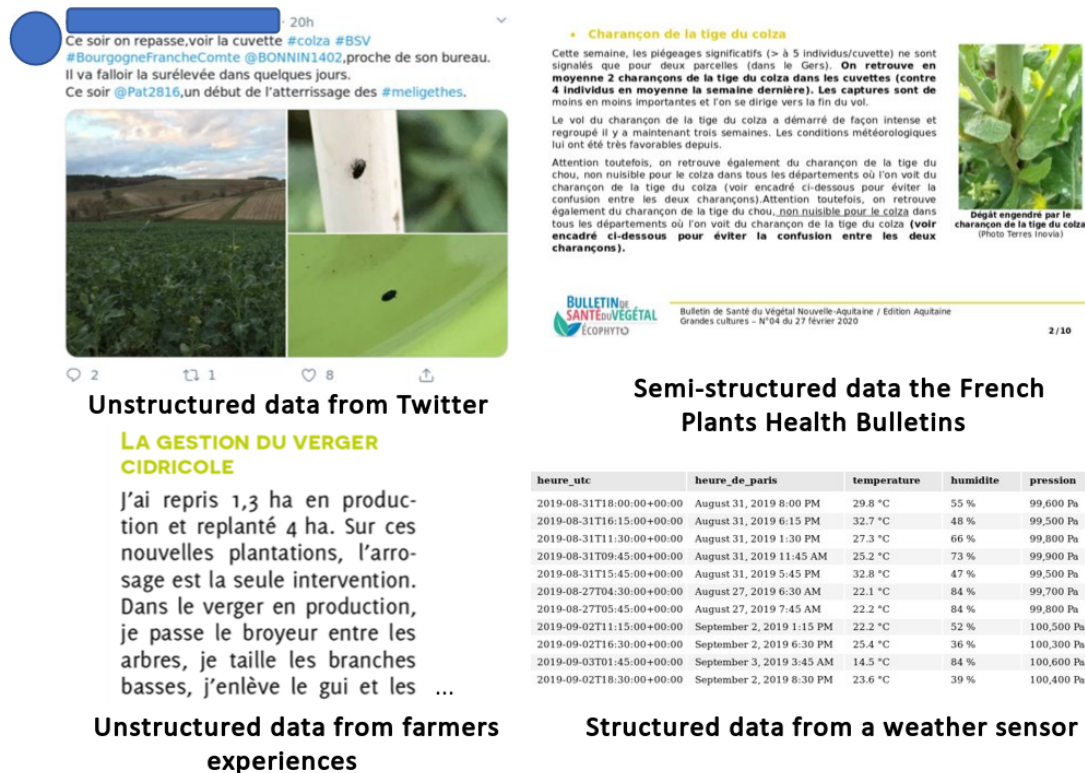 20h
Ce soir on repasse,voir la cuvette #colza #BSV
#BourgogneFrancheComte @BONNIN1402,proche de son bureau.
Il va falloir la surélevée dans quelques jours.
Ce soir @Pat2816,un début de l'atterrissage des #meligethes.
2 1 8
Unstructured data from Twitter
• Charançon de la tige du colza
Cette semaine, les piégeages significatifs (> à 5 individus/cuvette) ne sont
signalés que pour deux parcelles (dans le Gers). On retrouve en
moyenne 2 charançons de la tige du colza dans les cuvettes (contre
4 individus en moyenne la semaine dernière). Les captures sont de
moins en moins importantes et l'on se dirige vers la fin du vol.
Le vol du charançon de la tige du colza a démarré de façon intense et
regroupé il y a maintenant trois semaines. Les conditions météorologiques
lui ont été très favorables depuis.
Attention toutefois, on retrouve également du charançon de la tige du
chou, non nuisible pour le colza dans tous les départements où l'on voit du
charançon de la tige du colza (voir encadré ci-dessous pour éviter la
confusion entre les deux charançons).Attention toutefois, on retrouve
également du charançon de la tige du chou, non nuisible pour le colza dans
tous les départements où l'on voit du charançon de la tige du colza (voir
encadré ci-dessous pour éviter la confusion entre les deux
charançons).
Dégât engendré par le
charançon de la tige du colza
(Photo Terres Inovia)
BULLETIN DE
SANTÉ DU VÉGÉTAL
ÉCOPHYTO
Bulletin de Santé du Végétal Nouvelle-Aquitaine / Edition Aquitaine
Grandes cultures – N°04 du 27 février 2020
2/10
Semi-structured data the French
Plants Health Bulletins
LA GESTION DU VERGER
CIDRICOLE
J'ai repris 1,3 ha en produc-
tion et replanté 4 ha. Sur ces
nouvelles plantations, l'arro-
sage est la seule intervention.
Dans le verger en production,
je passe le broyeur entre les
arbres, je taille les branches
basses, j'enlève le gui et les ...
Unstructured data from farmers
experiences
heure_utc heure_de_paris temperature humidite pression
2019-08-31T18:00:00+00:00 August 31, 2019 8:00 PM 29.8 °C 55 % 99,600 Pa
2019-08-31T16:15:00+00:00 August 31, 2019 6:15 PM 32.7 °C 48 % 99,500 Pa
2019-08-31T11:30:00+00:00 August 31, 2019 1:30 PM 27.3 °C 66 % 99,800 Pa
2019-08-31T09:45:00+00:00 August 31, 2019 11:45 AM 25.2 °C 73 % 99,900 Pa
2019-08-31T15:45:00+00:00 August 31, 2019 5:45 PM 32.8 °C 47 % 99,500 Pa
2019-08-27T04:30:00+00:00 August 27, 2019 6:30 AM 22.1 °C 84 % 99,700 Pa
2019-08-27T05:45:00+00:00 August 27, 2019 7:45 AM 22.2 °C 84 % 99,800 Pa
2019-09-02T11:15:00+00:00 September 2, 2019 1:15 PM 22.2 °C 52 % 100,500 Pa
2019-09-02T16:30:00+00:00 September 2, 2019 6:30 PM 25.4 °C 36 % 100,300 Pa
2019-09-03T01:45:00+00:00 September 3, 2019 3:45 AM 14.5 °C 84 % 100,600 Pa
2019-09-02T18:30:00+00:00 September 2, 2019 8:30 PM 23.6 °C 39 % 100,400 Pa
Structured data from a weather sensor